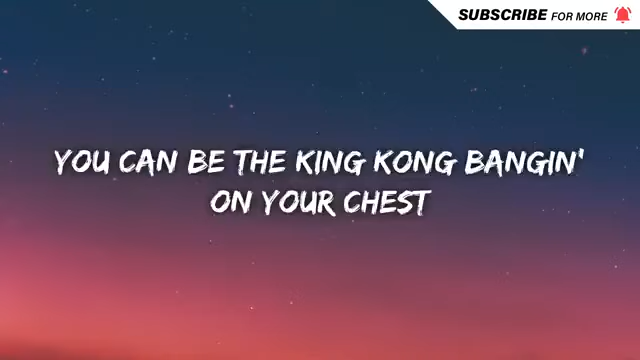 SUBSCRIBE FOR MORE
YOU CAN BE THE KING KONG BANGIN'
ON YOUR CHEST